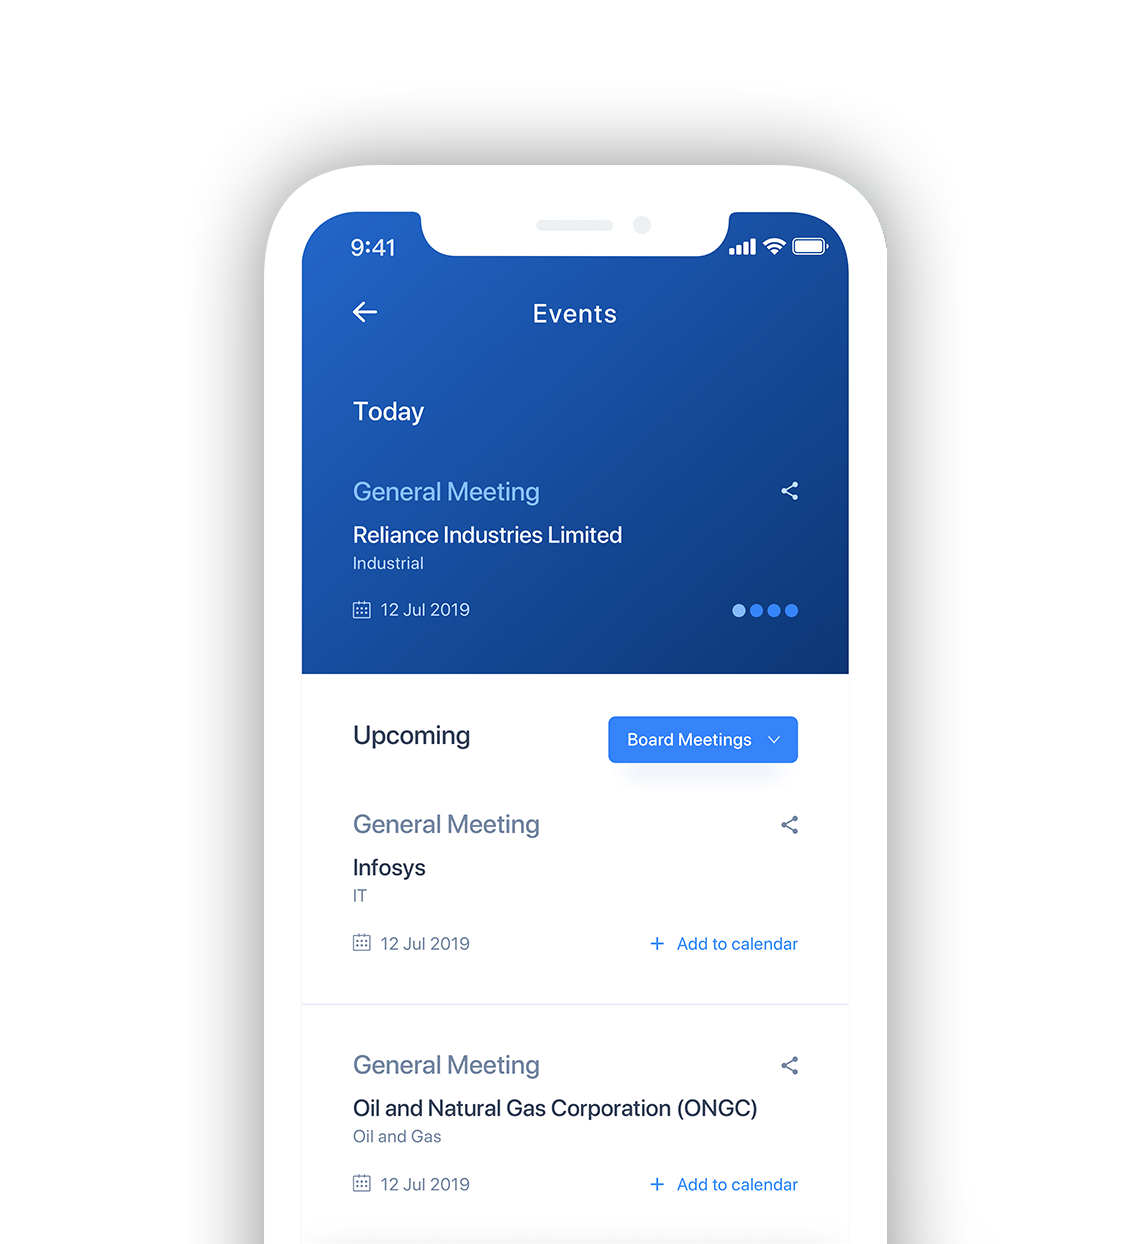 9:41
Events
Today
General Meeting
Reliance Industries Limited
Industrial
12 Jul 2019
Upcoming
Board Meetings
General Meeting
Infosys
IT
12 Jul 2019
+ Add to calendar
General Meeting
Oil and Natural Gas Corporation (ONGC)
Oil and Gas
12 Jul 2019
+ Add to calendar